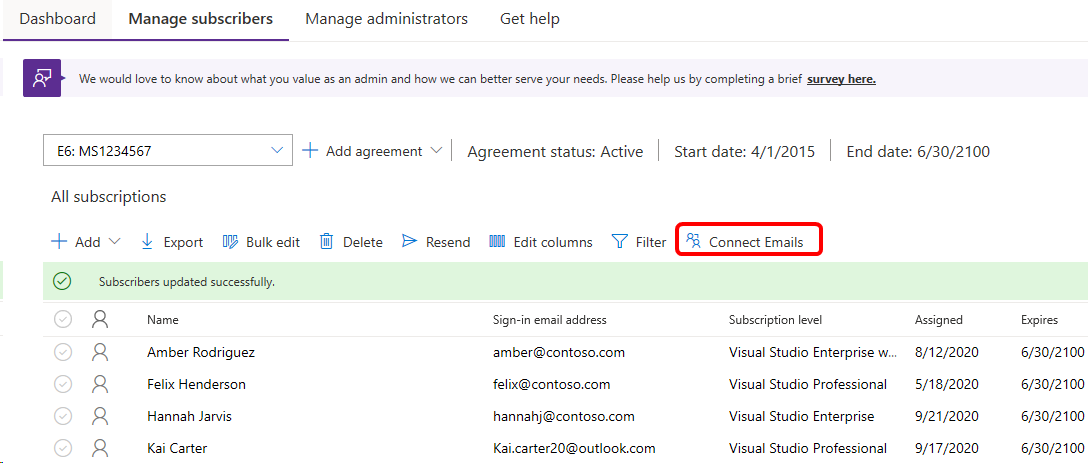 Dashboard Manage subscribers Manage administrators Get help
We would love to know about what you value as an admin and how we can better serve your needs. Please help us by completing a brief survey here.
E6: MS1234567 Add agreement Agreement status: Active Start date: 4/1/2015 End date: 6/30/2100
All subscriptions
Add Export Bulk edit Delete Resend Edit columns Filter Connect Emails
Subscribers updated successfully.
Name Sign-in email address Subscription level Assigned Expires
Amber Rodriguez amber@contoso.com Visual Studio Enterprise w... 8/12/2020 6/30/2100
Felix Henderson felix@contoso.com Visual Studio Professional 5/18/2020 6/30/2100
Hannah Jarvis hannahj@contoso.com Visual Studio Enterprise 9/21/2020 6/30/2100
Kai Carter Kai.carter20@outlook.com Visual Studio Professional 9/17/2020 6/30/2100